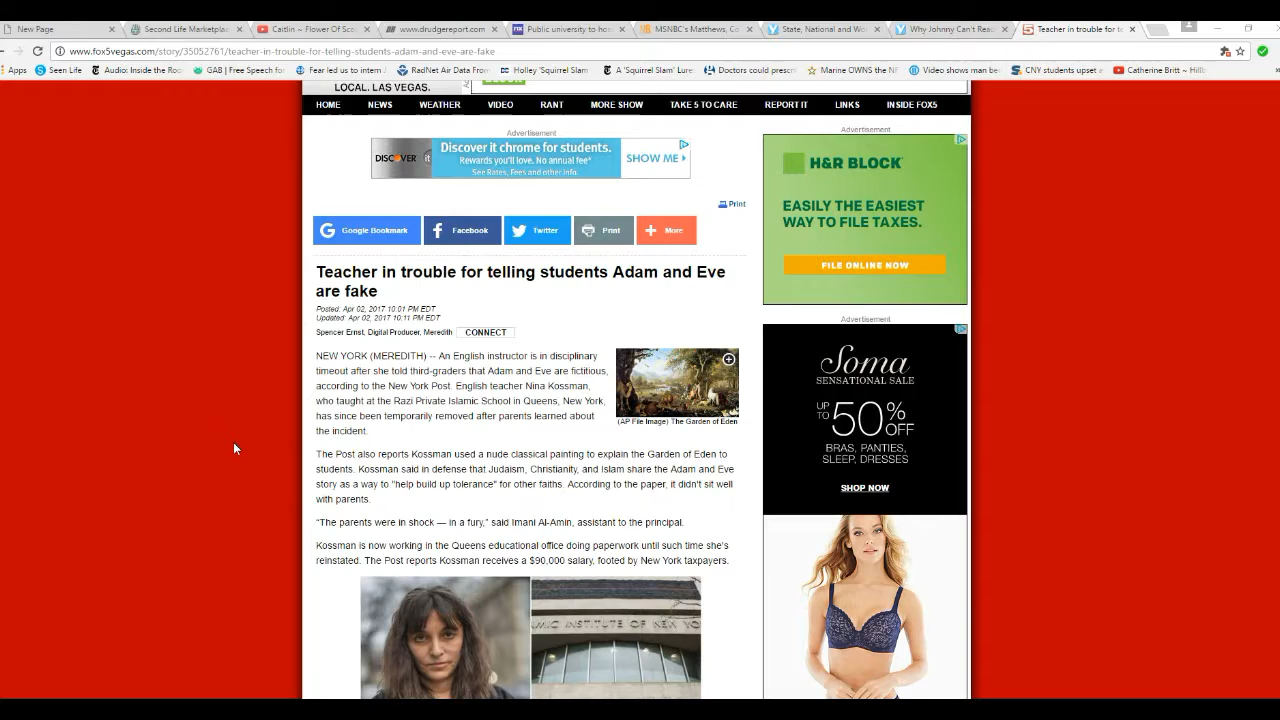 New Page
Second Life Marketplac
Caitlin ~ Flower Of Sco
www.drudgereport.com
Public university to hos
MSNBC's Matthews, Co
State, National and Wo
Why Johnny Can't Reac
Teacher in trouble for te
www.fox5vegas.com/story/35052761/teacher-in-trouble-for-telling-students-adam-and-eve-are-fake
Apps
Seen Life
Audio: Inside the Roo
GAB | Free Speech for
Fear led us to intern J
RadNet Air Data From
Holley 'Squirrel Slam'
A 'Squirrel Slam' Lure
Doctors could prescr
Marine OWNS the NF
Video shows man be
CNY students upset a
Catherine Britt ~ Hillb
LOCAL. LAS VEGAS.
HOME NEWS WEATHER VIDEO RANT MORE SHOW TAKE 5 TO CARE REPORT IT LINKS INSIDE FOX5
Advertisement
DISCOVER it
Discover it chrome for students.
Rewards you'll love. No annual fee*
See Rates, Fees and other info.
SHOW ME
Print
Google Bookmark
Facebook
Twitter
Print
More
Teacher in trouble for telling students Adam and Eve
are fake
Posted: Apr 02, 2017 10:01 PM EDT
Updated: Apr 02, 2017 10:11 PM EDT
Spencer Ernst, Digital Producer, Meredith CONNECT
NEW YORK (MEREDITH) -- An English instructor is in disciplinary
timeout after she told third-graders that Adam and Eve are fictitious,
according to the New York Post. English teacher Nina Kossman,
who taught at the Razi Private Islamic School in Queens, New York,
has since been temporarily removed after parents learned about
the incident.
(AP File Image) The Garden of Eden
The Post also reports Kossman used a nude classical painting to explain the Garden of Eden to
students. Kossman said in defense that Judaism, Christianity, and Islam share the Adam and Eve
story as a way to "help build up tolerance" for other faiths. According to the paper, it didn't sit well
with parents.
“The parents were in shock — in a fury,” said Imani Al-Amin, assistant to the principal.
Kossman is now working in the Queens educational office doing paperwork until such time she's
reinstated. The Post reports Kossman receives a $90,000 salary, footed by New York taxpayers.
AMIC INSTITUTE OF NEW YO
Advertisement
H&R BLOCK
EASILY THE EASIEST
WAY TO FILE TAXES.
FILE ONLINE NOW
Advertisement
Soma
SENSATIONAL SALE
UP TO 50% OFF
BRAS, PANTIES,
SLEEP, DRESSES
SHOP NOW